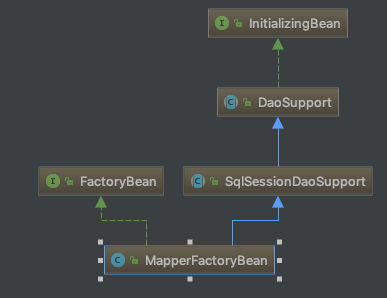 I InitializingBean
C DaoSupport
I FactoryBean
C SqlSessionDaoSupport
C MapperFactoryBean